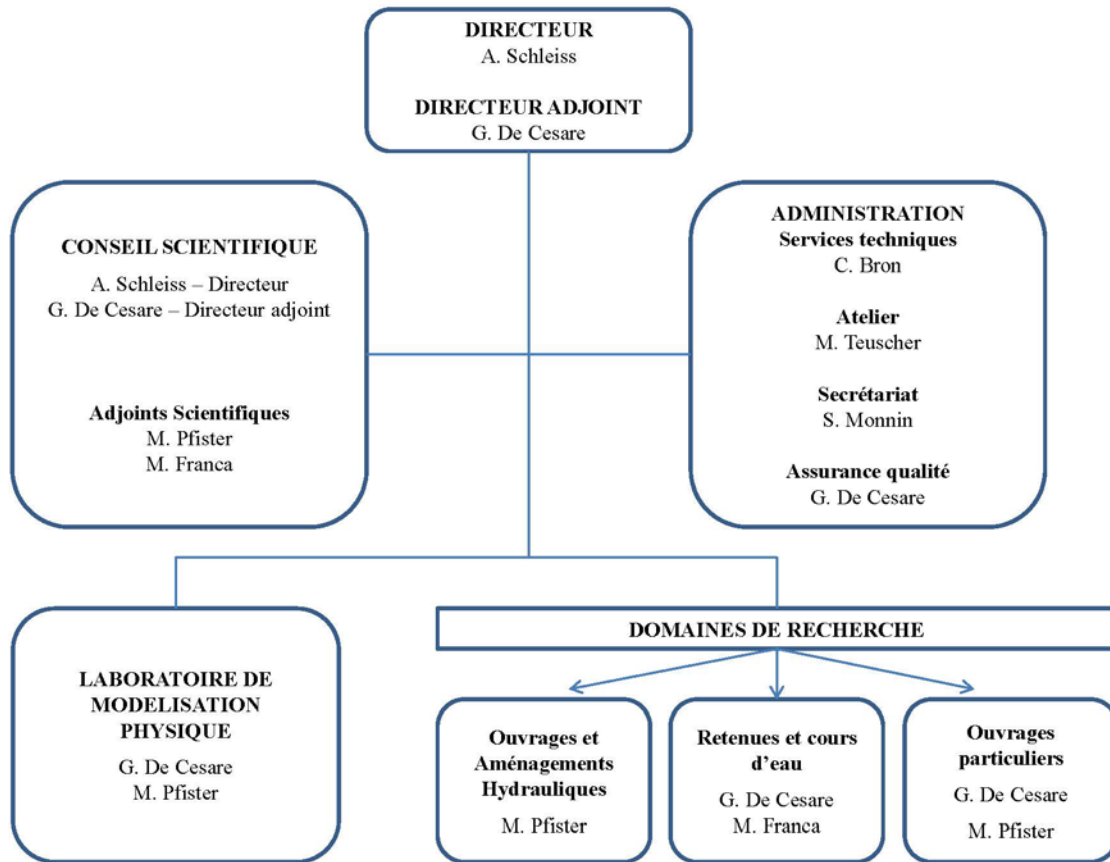 DIRECTEUR
A. Schleiss
DIRECTEUR ADJOINT
G. De Cesare
CONSEIL SCIENTIFIQUE
A. Schleiss – Directeur
G. De Cesare – Directeur adjoint
Adjoints Scientifiques
M. Pfister
M. Franca
ADMINISTRATION
Services techniques
C. Bron
Atelier
M. Teuscher
Secrétariat
S. Monnin
Assurance qualité
G. De Cesare
LABORATOIRE DE
MODELISATION
PHYSIQUE
G. De Cesare
M. Pfister
DOMAINES DE RECHERCHE
Ouvrages et
Aménagements
Hydrauliques
M. Pfister
Retenues et cours
d’eau
G. De Cesare
M. Franca
Ouvrages
particuliers
G. De Cesare
M. Pfister